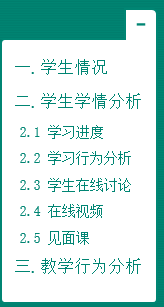 一. 学生情况
二. 学生学情分析
2.1 学习进度
2.2 学习行为分析
2.3 学生在线讨论
2.4 在线视频
2.5 见面课
三. 教学行为分析